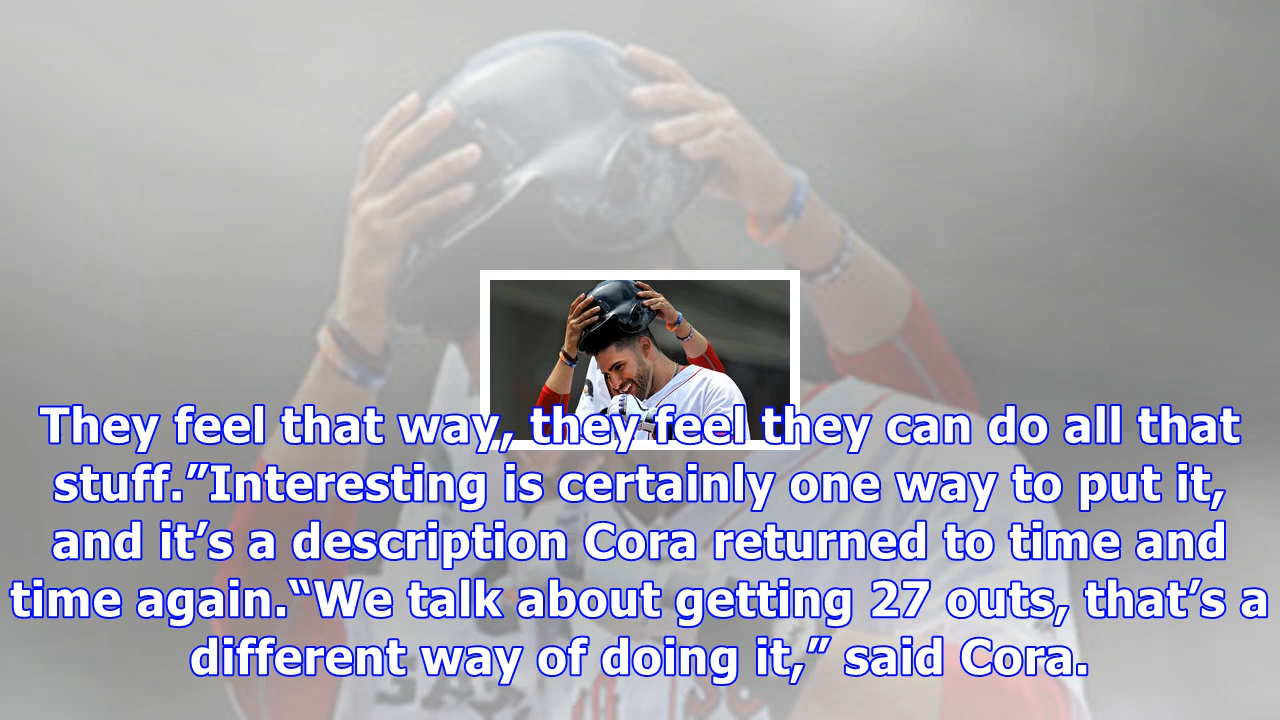 They feel that way, they feel they can do all that
stuff.”Interesting is certainly one way to put it,
and it’s a description Cora returned to time and
time again.“We talk about getting 27 outs, that’s a
different way of doing it,” said Cora.